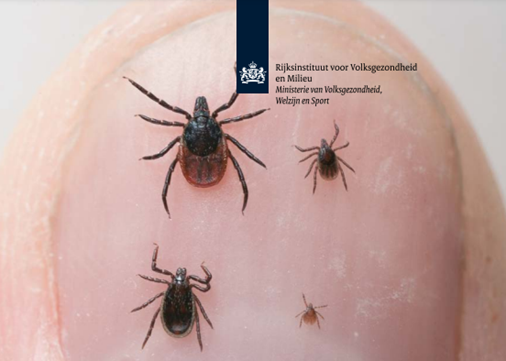 Rijksinstituut voor Volksgezondheid
en Milieu
Ministerie van Volksgezondheid,
Welzijn en Sport